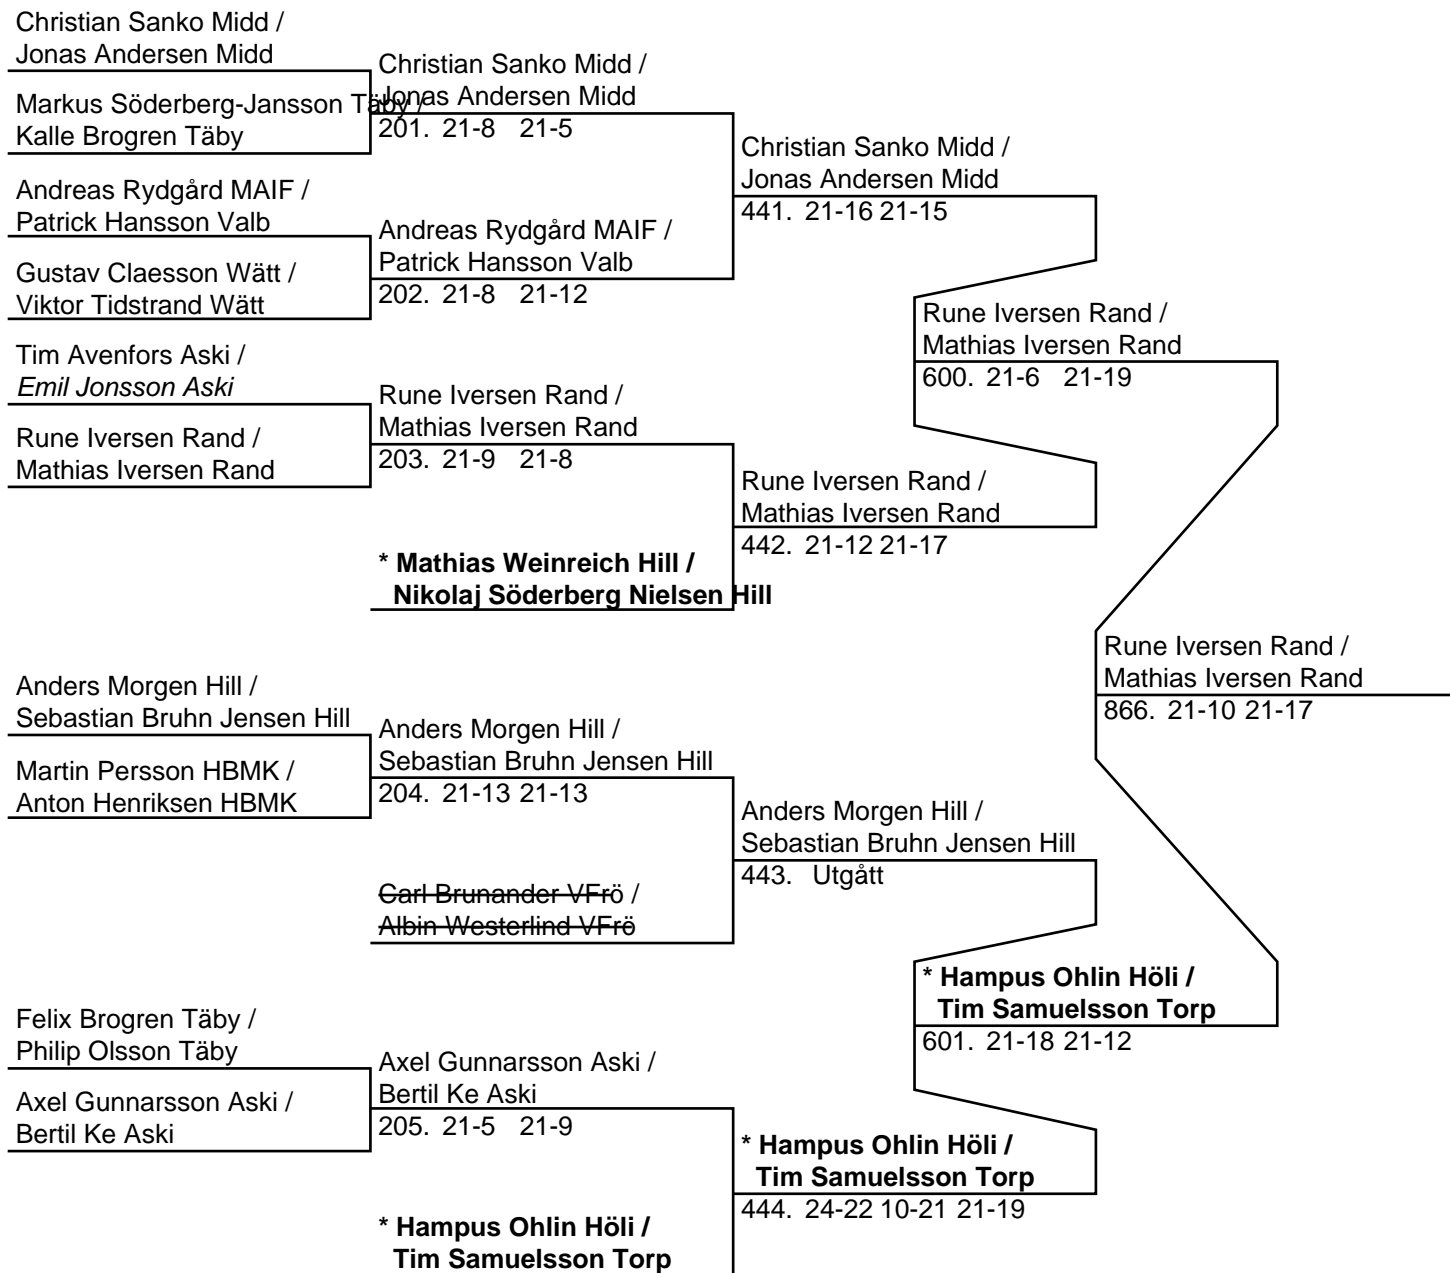 Christian Sanko Midd /
Jonas Andersen Midd
Markus Söderberg-Jansson Täby /
Kalle Brogren Täby
Andreas Rydgård MAIF /
Patrick Hansson Valb
Gustav Claesson Wätt /
Viktor Tidstrand Wätt
Tim Avenfors Aski /
Emil Jonsson Aski
Rune Iversen Rand /
Mathias Iversen Rand
Anders Morgen Hill /
Sebastian Bruhn Jensen Hill
Martin Persson HBMK /
Anton Henriksen HBMK
Felix Brogren Täby /
Philip Olsson Täby
Axel Gunnarsson Aski /
Bertil Ke Aski
Christian Sanko Midd /
Jonas Andersen Midd
201. 21-8 21-5
Andreas Rydgård MAIF /
Patrick Hansson Valb
202. 21-8 21-12
Rune Iversen Rand /
Mathias Iversen Rand
203. 21-9 21-8
* Mathias Weinreich Hill /
Nikolaj Söderberg Nielsen Hill
Anders Morgen Hill /
Sebastian Bruhn Jensen Hill
204. 21-13 21-13
Carl Brunander VFrö /
Albin Westerlind VFrö
Axel Gunnarsson Aski /
Bertil Ke Aski
205. 21-5 21-9
* Hampus Ohlin Höli /
Tim Samuelsson Torp
Christian Sanko Midd /
Jonas Andersen Midd
441. 21-16 21-15
Rune Iversen Rand /
Mathias Iversen Rand
442. 21-12 21-17
Anders Morgen Hill /
Sebastian Bruhn Jensen Hill
443. Utgått
* Hampus Ohlin Höli /
Tim Samuelsson Torp
444. 24-22 10-21 21-19
Rune Iversen Rand /
Mathias Iversen Rand
600. 21-6 21-19
* Hampus Ohlin Höli /
Tim Samuelsson Torp
601. 21-18 21-12
Rune Iversen Rand /
Mathias Iversen Rand
866. 21-10 21-17